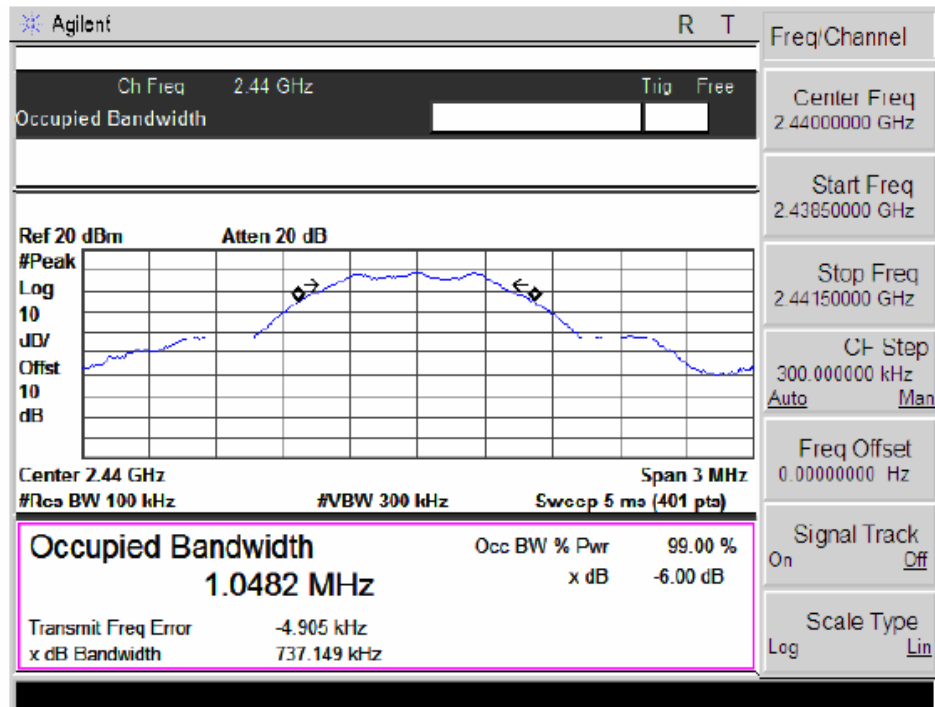 Agilent R T
Freq/Channel
Ch Freq 2.44 GHz Trig Free
Occupied Bandwidth
Center Freq
2.44000000 GHz
Start Freq
2.43850000 GHz
Stop Freq
2.44150000 GHz
CF Step
300.000000 kHz
Auto Man
Freq Offset
0.00000000 Hz
Signal Track
On Off
Scale Type
Log Lin
Ref 20 dBm Atten 20 dB
#Peak
Log
10
dB/
Offst
10
dB
Center 2.44 GHz Span 3 MHz
#Res BW 100 kHz #VBW 300 kHz Sweep 5 ms (401 pts)
Occupied Bandwidth
1.0482 MHz
Occ BW % Pwr 99.00 %
x dB -6.00 dB
Transmit Freq Error -4.905 kHz
x dB Bandwidth 737.149 kHz